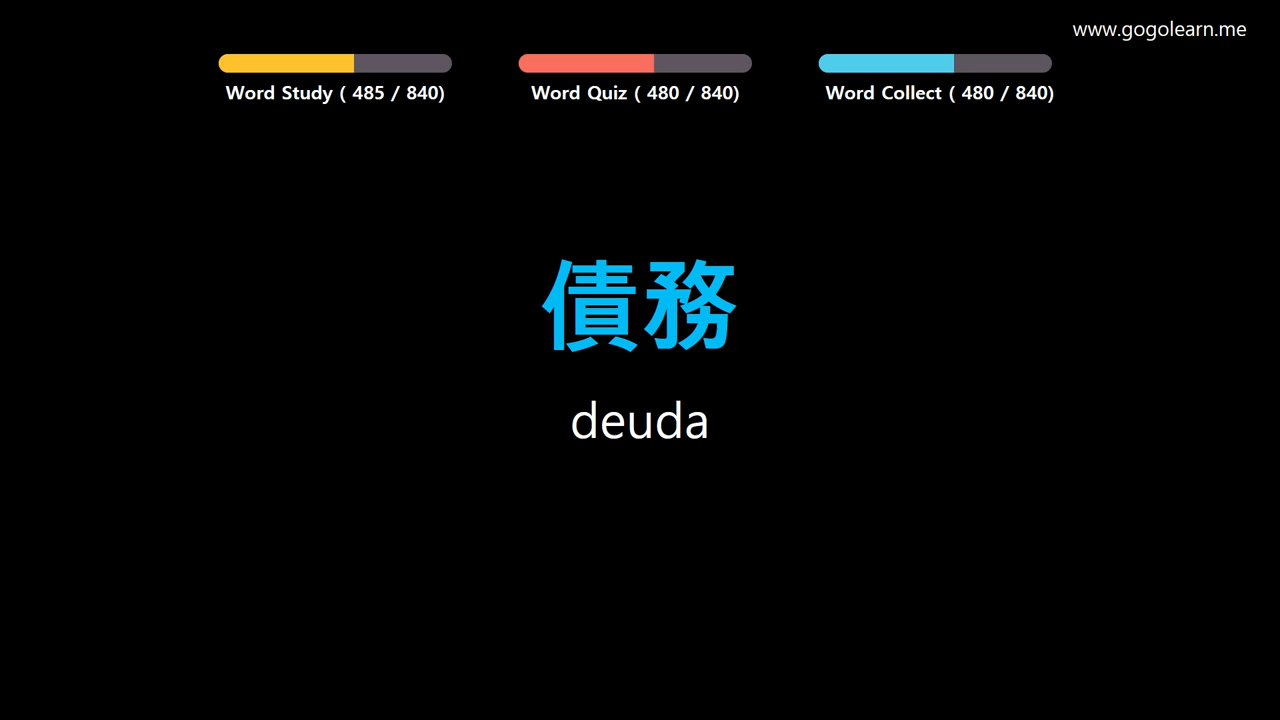 www.gogolearn.me
Word Study ( 485 / 840)
Word Quiz ( 480 / 840)
Word Collect ( 480 / 840)
債務
deuda